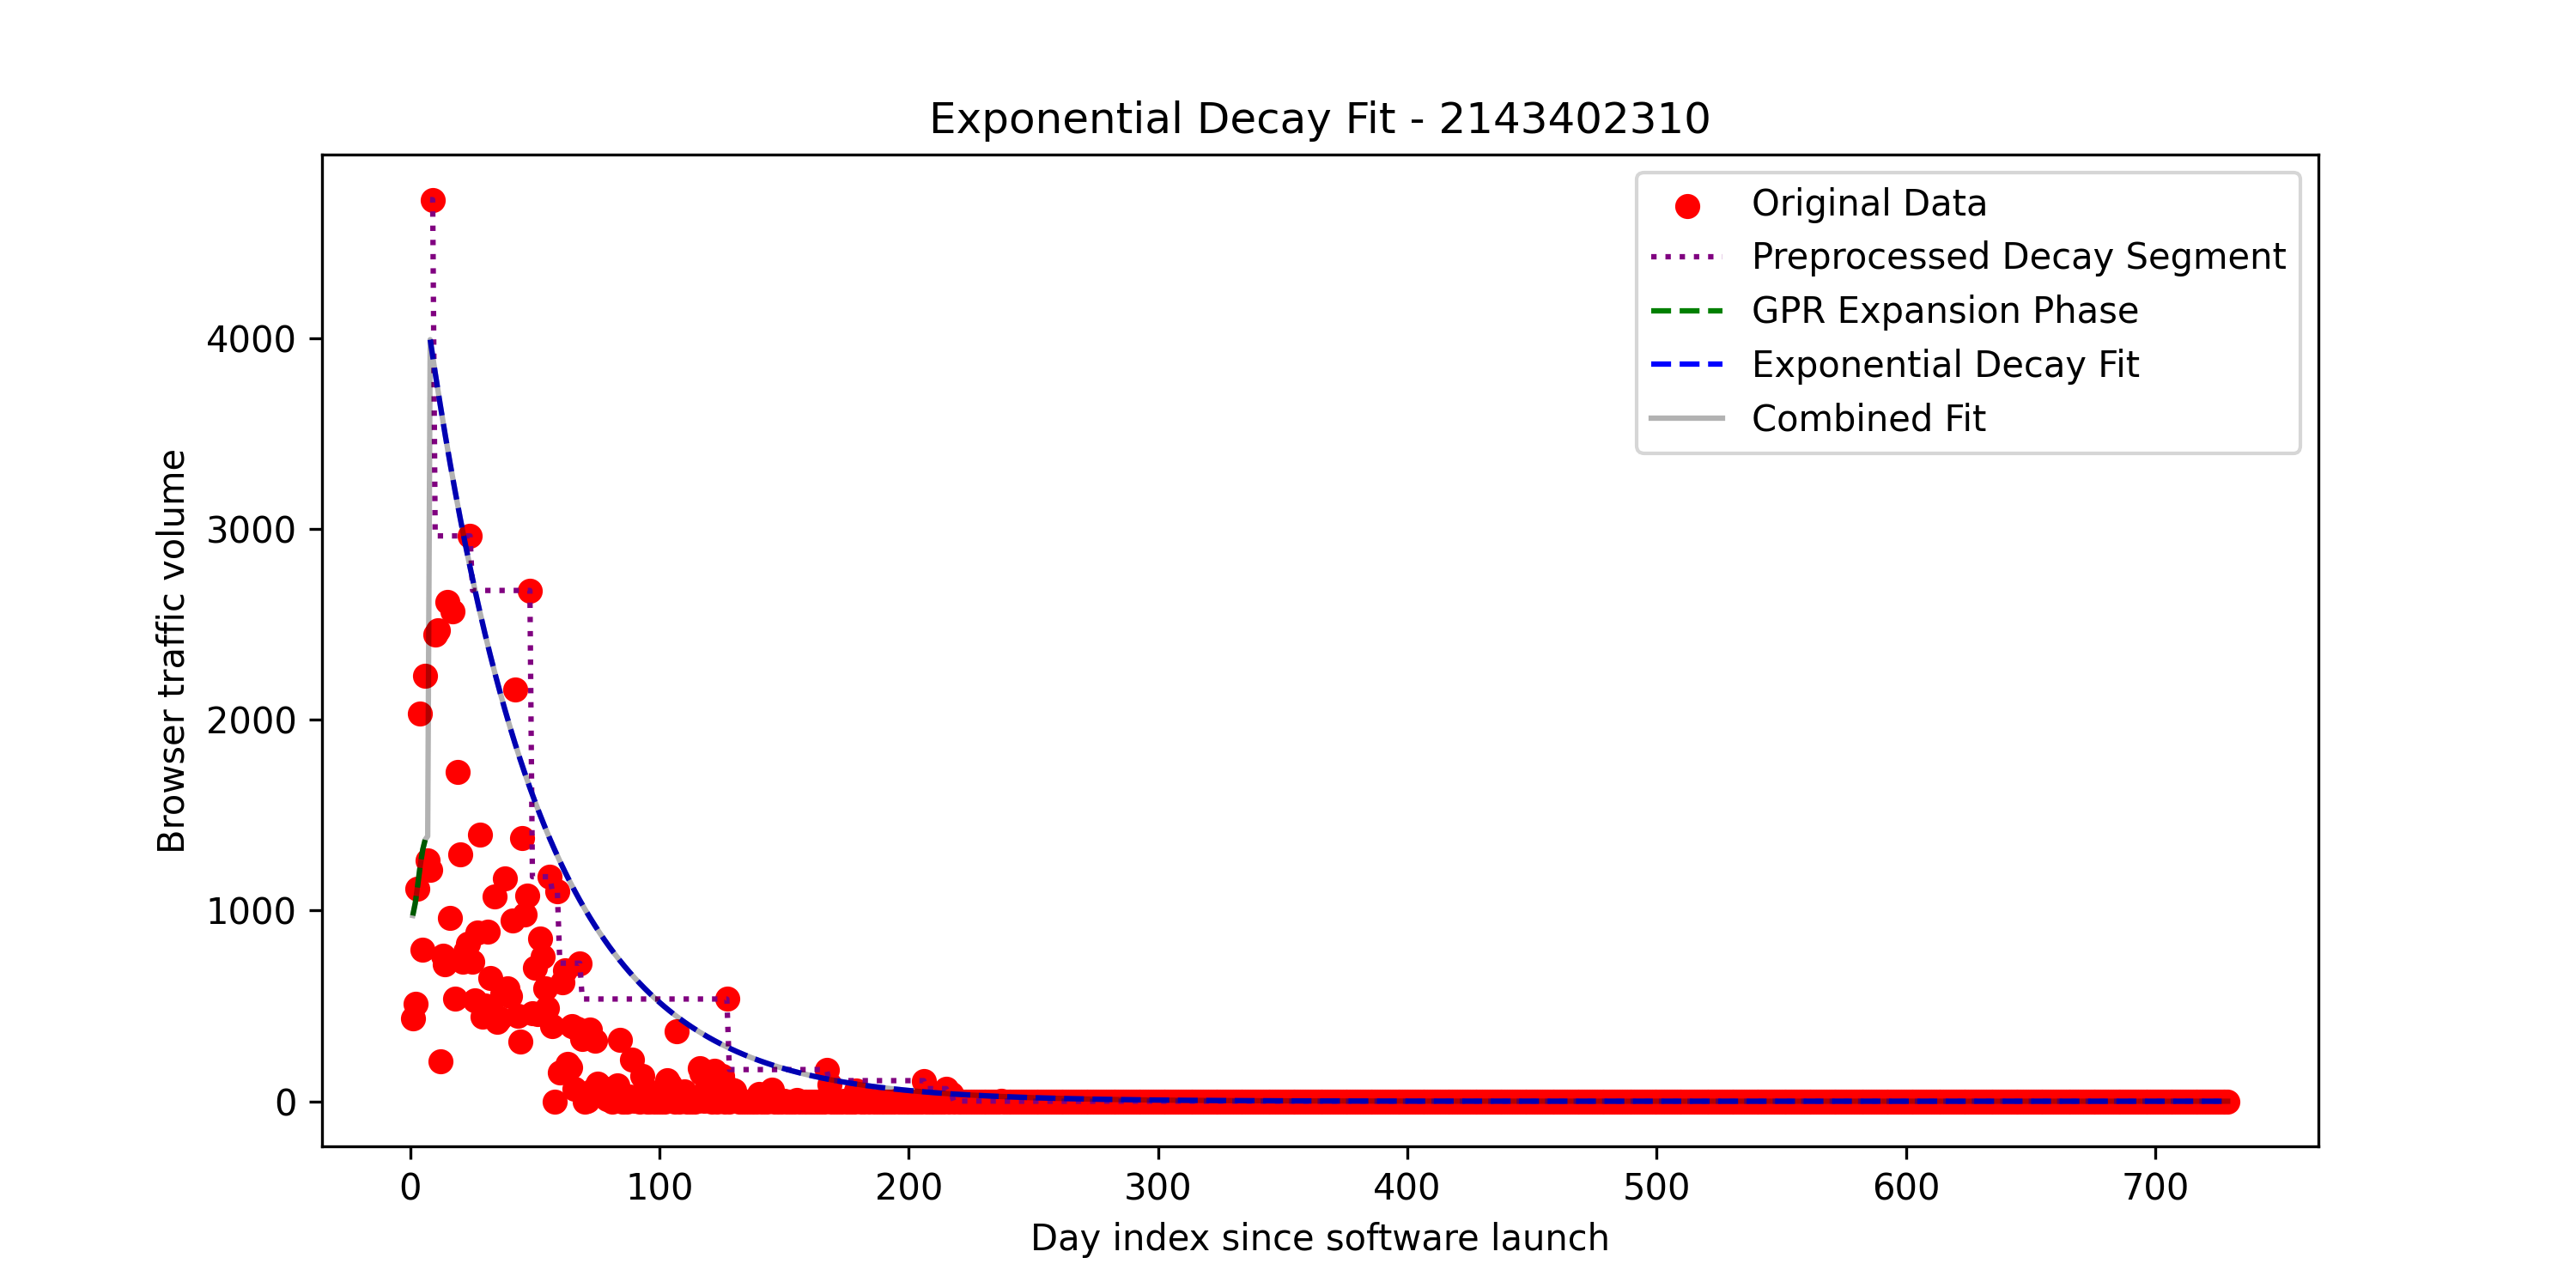 Exponential Decay Fit - 2143402310
Original Data
Preprocessed Decay Segment
GPR Expansion Phase
Exponential Decay Fit
Combined Fit
Browser traffic volume
4000
3000
2000
1000
0
0 100 200 300 400 500 600 700
Day index since software launch